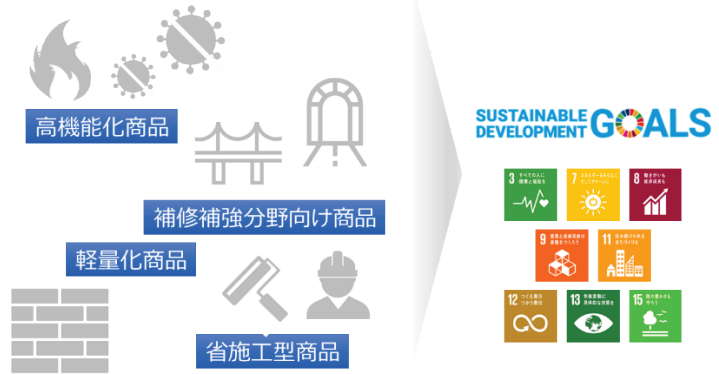 高機能化商品
補修補強分野向け商品
軽量化商品
省施工型商品
SUSTAINABLE
DEVELOPMENT
GOALS
3 すべての人に
健康と福祉を
7 エネルギーをみんなに
そしてクリーンに
8 働きがいも
経済成長も
9 産業と技術革新の
基盤をつくろう
11 住み続けられる
まちづくりを
12 つくる責任
つかう責任
13 気候変動に
具体的な対策を
15 陸の豊かさも
守ろう